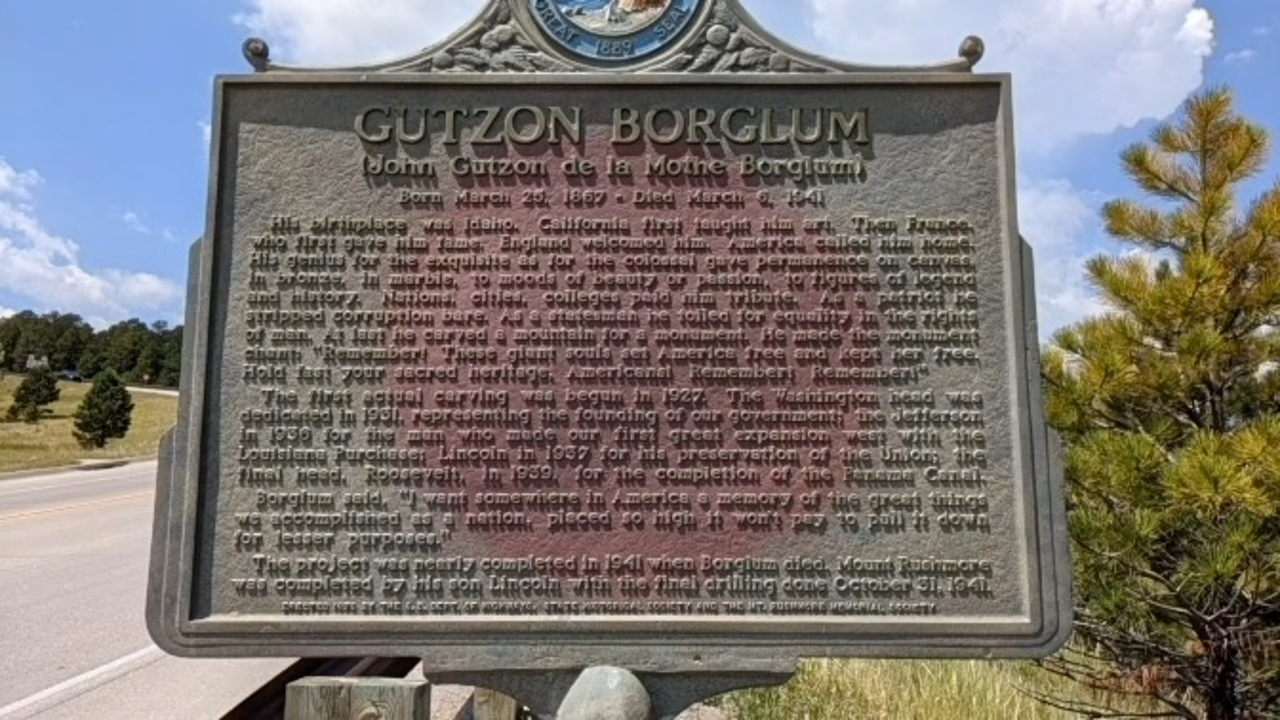 GREAT SEAL
1889
GUTZON BORGLUM
(John Gutzon de la Mothe Borglum)
Born March 25, 1867 - Died March 6, 1941
His birthplace was Idaho. California first taught him art. Then France
who first gave him fame. England welcomed him. America called him home.
His genius for the exquisite as for the colossal gave permanence on canvas,
in bronze, in marble, to moods of beauty or passion, to figures of legend
and history. Nations, cities, colleges paid him tribute. As a patriot he
stripped corruption bare. As a statesman he toiled for equality in the rights
of man. At last he carved a mountain for a monument. He made the monument
chant: "Remember! These giant souls set America free and kept her free.
Hold fast your sacred heritage, Americans! Remember! Remember!"
The first actual carving was begun in 1927. The Washington head was
dedicated in 1931, representing the founding of our government; the Jefferson
in 1936 for the man who made our first great expansion west with the
Louisiana Purchase; Lincoln in 1937 for his preservation of the Union; the
final head, Roosevelt, in 1939, for the completion of the Panama Canal.
Borglum said, "I want somewhere in America a memory of the great things
we accomplished as a nation, placed so high it won't pay to pull it down
for lesser purposes."
The project was nearly completed in 1941 when Borglum died. Mount Rushmore
was completed by his son Lincoln with the final drilling done October 31, 1941.
BY THE S.D. DEPT. OF HIGHWAYS, STATE HISTORICAL SOCIETY AND THE MT. RUSHMORE MEMORIAL SOCIETY